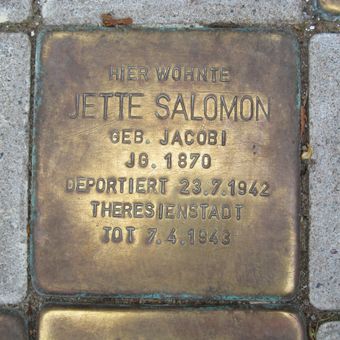 HIER WOHNTE
JETTE SALOMON
GEB. JACOBI
JG. 1870
DEPORTIERT 23.7.1942
THERESIENSTADT
TOT 7.4.1943